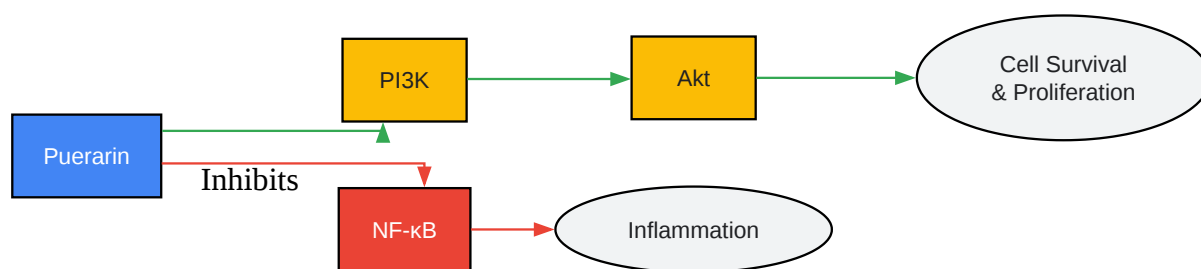 PI3K
Akt
Cell Survival
& Proliferation
Puerarin
Inhibits
NF-κB
Inflammation